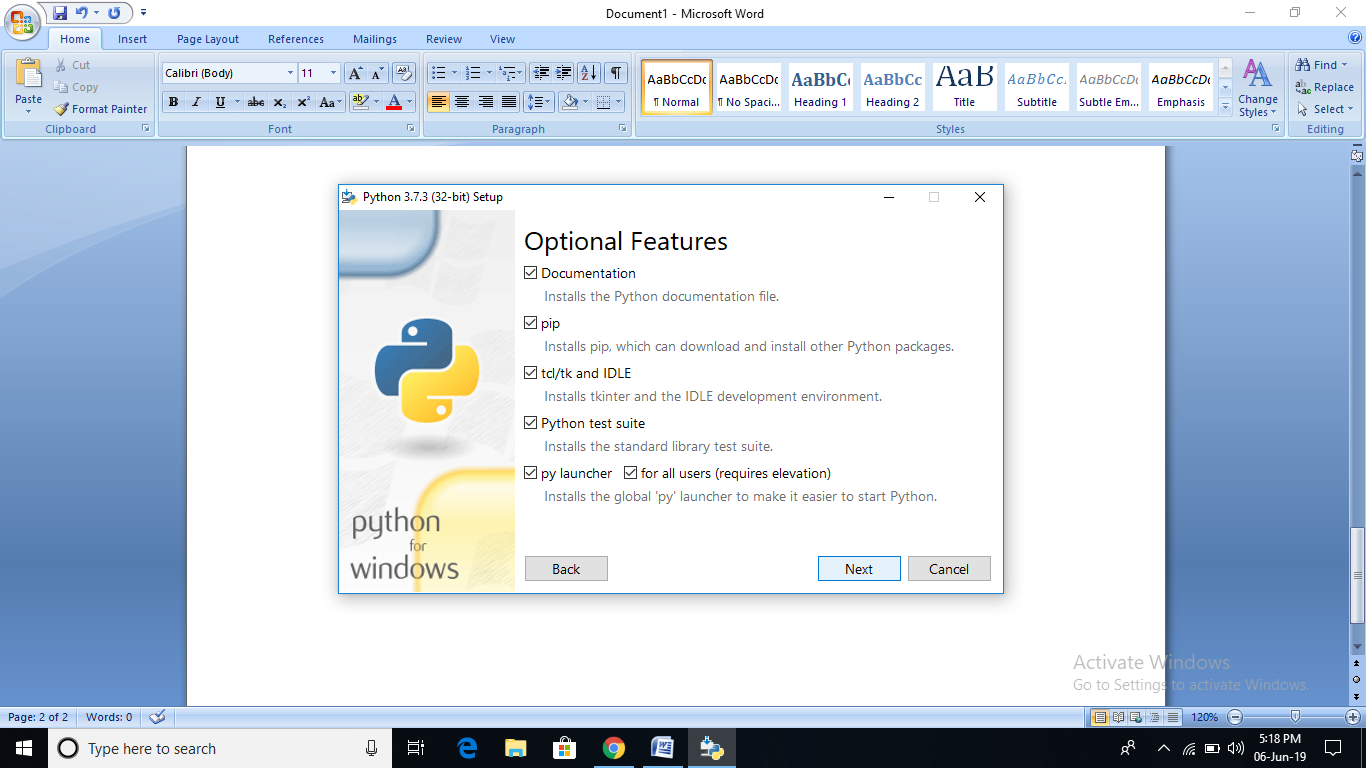 Document1 - Microsoft Word
Home Insert Page Layout References Mailings Review View
Paste
Cut
Copy
Format Painter
Clipboard
Calibri (Body) 11
B I U abc x₂ x² Aa
Font
Paragraph
AaBbCcDc AaBbCcDc AaBbC AaBbCc AaB AaBbCc. AaBbCcDc AaBbCcDc
¶ Normal ¶ No Spaci... Heading 1 Heading 2 Title Subtitle Subtle Em... Emphasis
Change
Styles
Styles
Find
Replace
Select
Editing
Python 3.7.3 (32-bit) Setup
Optional Features
Documentation
Installs the Python documentation file.
pip
Installs pip, which can download and install other Python packages.
tcl/tk and IDLE
Installs tkinter and the IDLE development environment.
Python test suite
Installs the standard library test suite.
py launcher for all users (requires elevation)
Installs the global 'py' launcher to make it easier to start Python.
python
for
windows
Back Next Cancel
Activate Windows
Go to Settings to activate Windows.
Page: 2 of 2 Words: 0 120%
Type here to search
5:18 PM
06-Jun-19